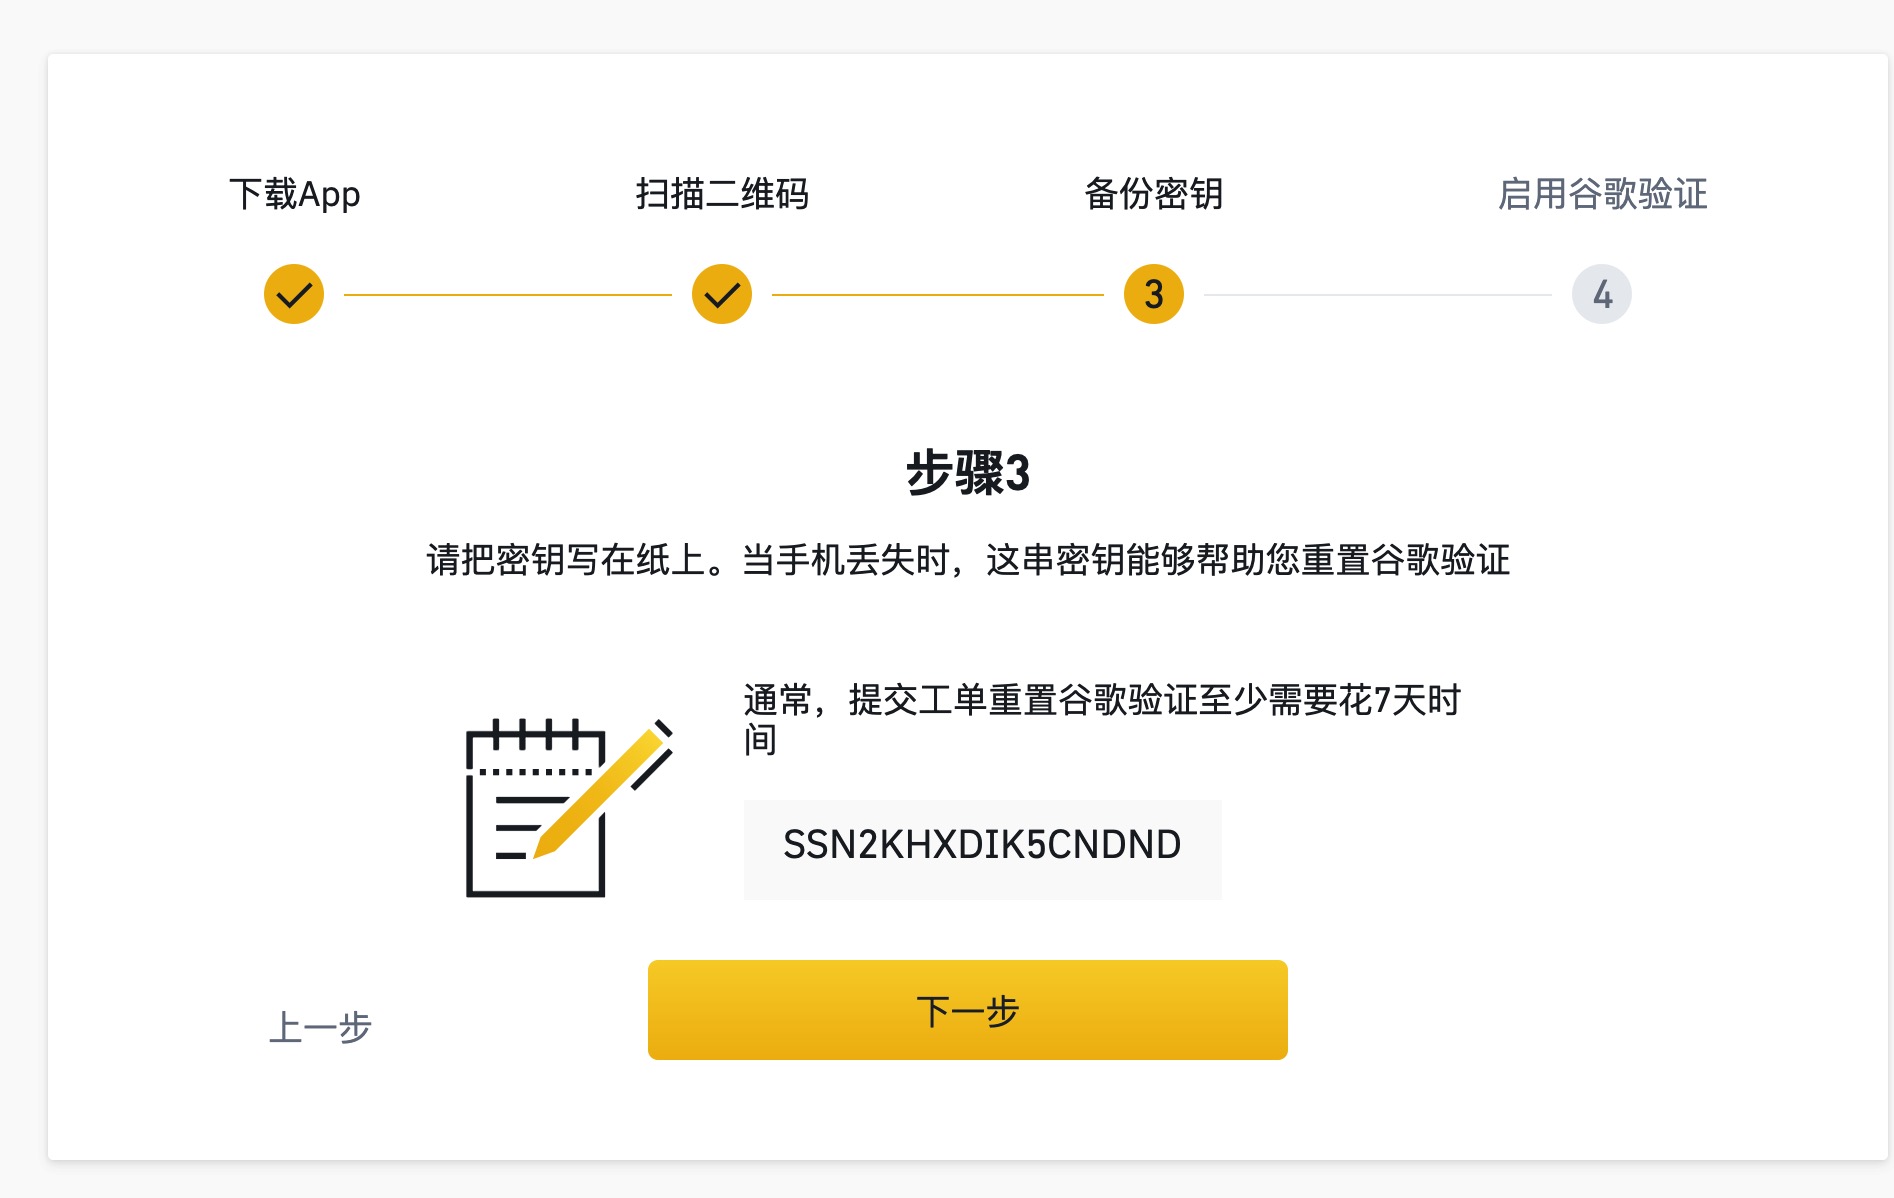 下载App
扫描二维码
备份密钥
启用谷歌验证
3
4
步骤3
请把密钥写在纸上。当手机丢失时，这串密钥能够帮助您重置谷歌验证
通常，提交工单重置谷歌验证至少需要花7天时
间
SSN2KHXDIK5CNDND
上一步
下一步